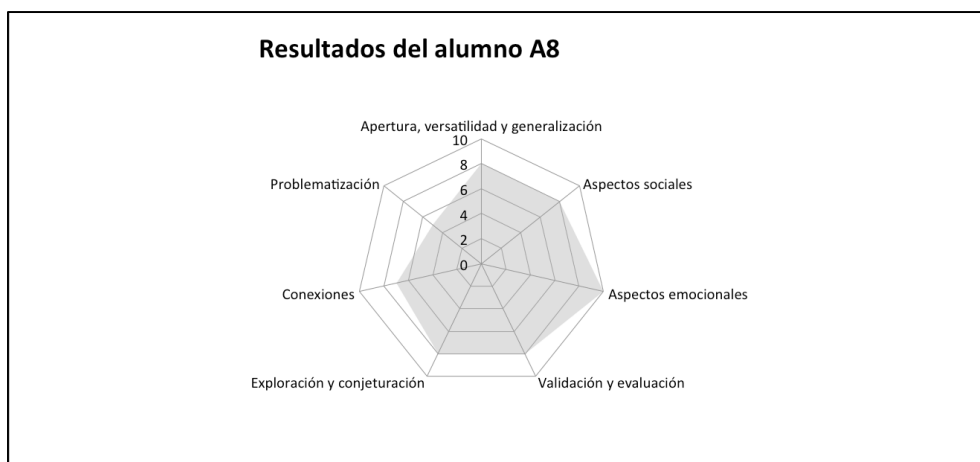 Resultados del alumno A8
Apertura, versatilidad y generalización
10
8
6
4
2
0
Aspectos sociales
Aspectos emocionales
Validación y evaluación
Exploración y conjeturación
Conexiones
Problematización